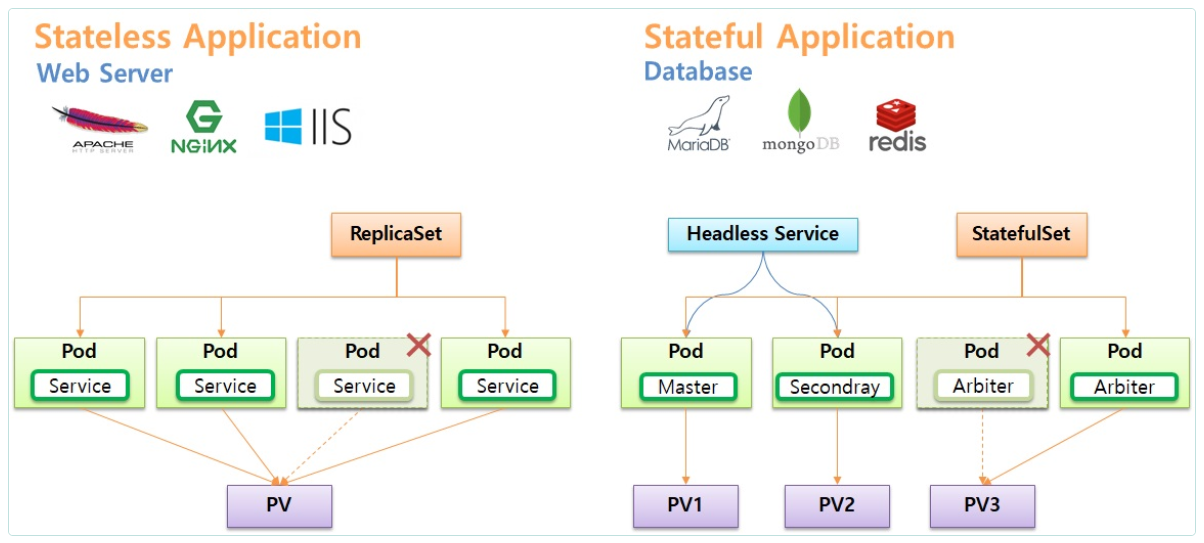 Stateless Application
Web Server
APACHE
HTTP SERVER
NGINX
IIS
ReplicaSet
Pod
Service
Pod
Service
Pod
Service
Pod
Service
PV
Stateful Application
Database
MariaDB
mongoDB
redis
Headless Service
StatefulSet
Pod
Master
Pod
Secondray
Pod
Arbiter
Pod
Arbiter
PV1
PV2
PV3